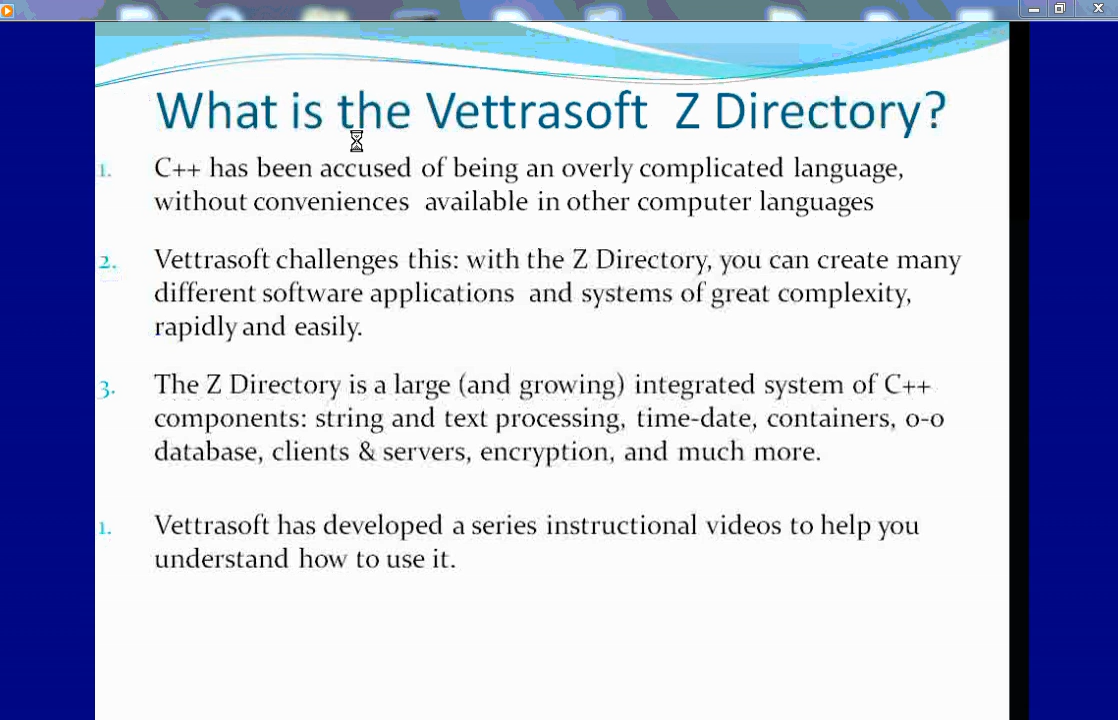 What is the Vettrasoft Z Directory?
1. C++ has been accused of being an overly complicated language,
without conveniences available in other computer languages
2. Vettrasoft challenges this: with the Z Directory, you can create many
different software applications and systems of great complexity,
rapidly and easily.
3. The Z Directory is a large (and growing) integrated system of C++
components: string and text processing, time-date, containers, o-o
database, clients & servers, encryption, and much more.
1. Vettrasoft has developed a series instructional videos to help you
understand how to use it.